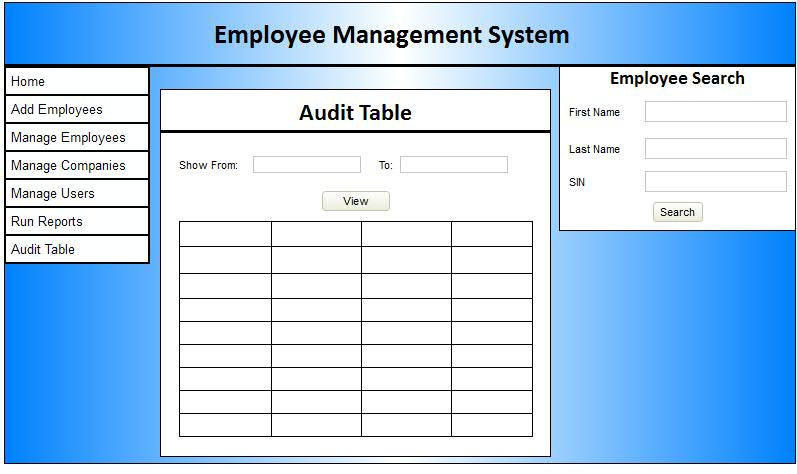 Employee Management System
Home
Add Employees
Manage Employees
Manage Companies
Manage Users
Run Reports
Audit Table
Audit Table
Show From:
To:
View
Employee Search
First Name
Last Name
SIN
Search